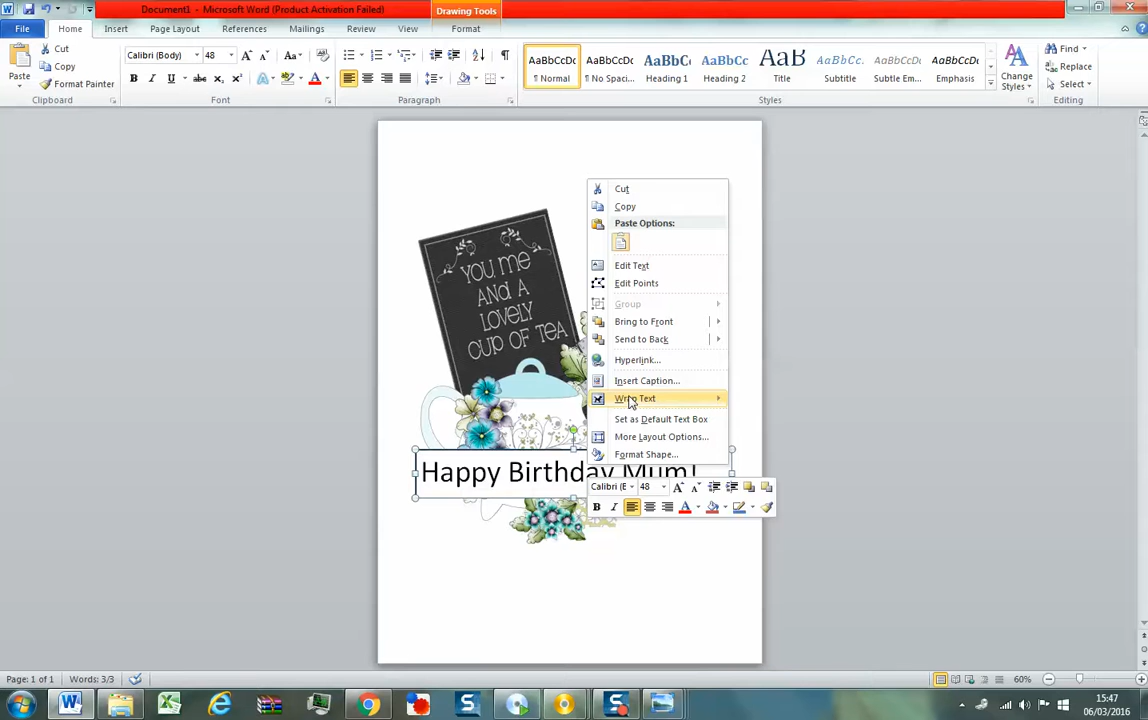 Document1 - Microsoft Word (Product Activation Failed)
Drawing Tools
File Home Insert Page Layout References Mailings Review View Format
Paste
Cut
Copy
Format Painter
Clipboard
Calibri (Body) 48
Font
Paragraph
AaBbCcDc AaBbCcDc AaBbCc AaBbCc AaB AaBbCc. AaBbCcDc AaBbCcDc
¶ Normal ¶ No Spaci... Heading 1 Heading 2 Title Subtitle Subtle Em... Emphasis
Change Styles
Styles
Find
Replace
Select
Editing
YOU, ME
AND A
LOVELY
CUP OF TEA
Happy Birthday Mum!
Cut
Copy
Paste Options:
Edit Text
Edit Points
Group
Bring to Front
Send to Back
Hyperlink...
Insert Caption...
Wrap Text
Set as Default Text Box
More Layout Options...
Format Shape...
Calibri (E 48
Page: 1 of 1 Words: 3/3 60%
15:47
06/03/2016